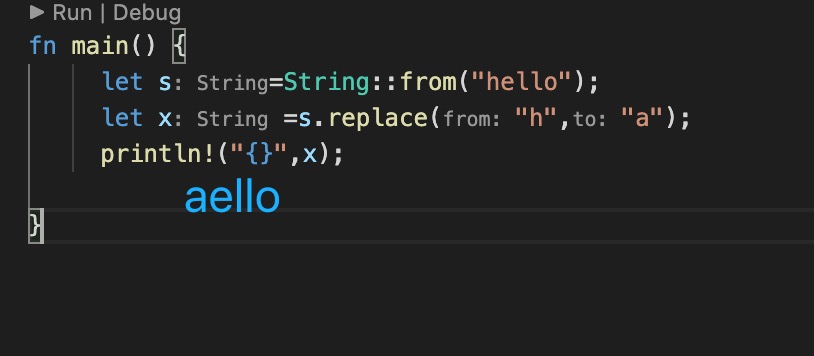 ▶ Run | Debug
fn main() {
let s: String=String::from("hello");
let x: String =s.replace(from: "h",to: "a");
println!("{}",x);
aello
}